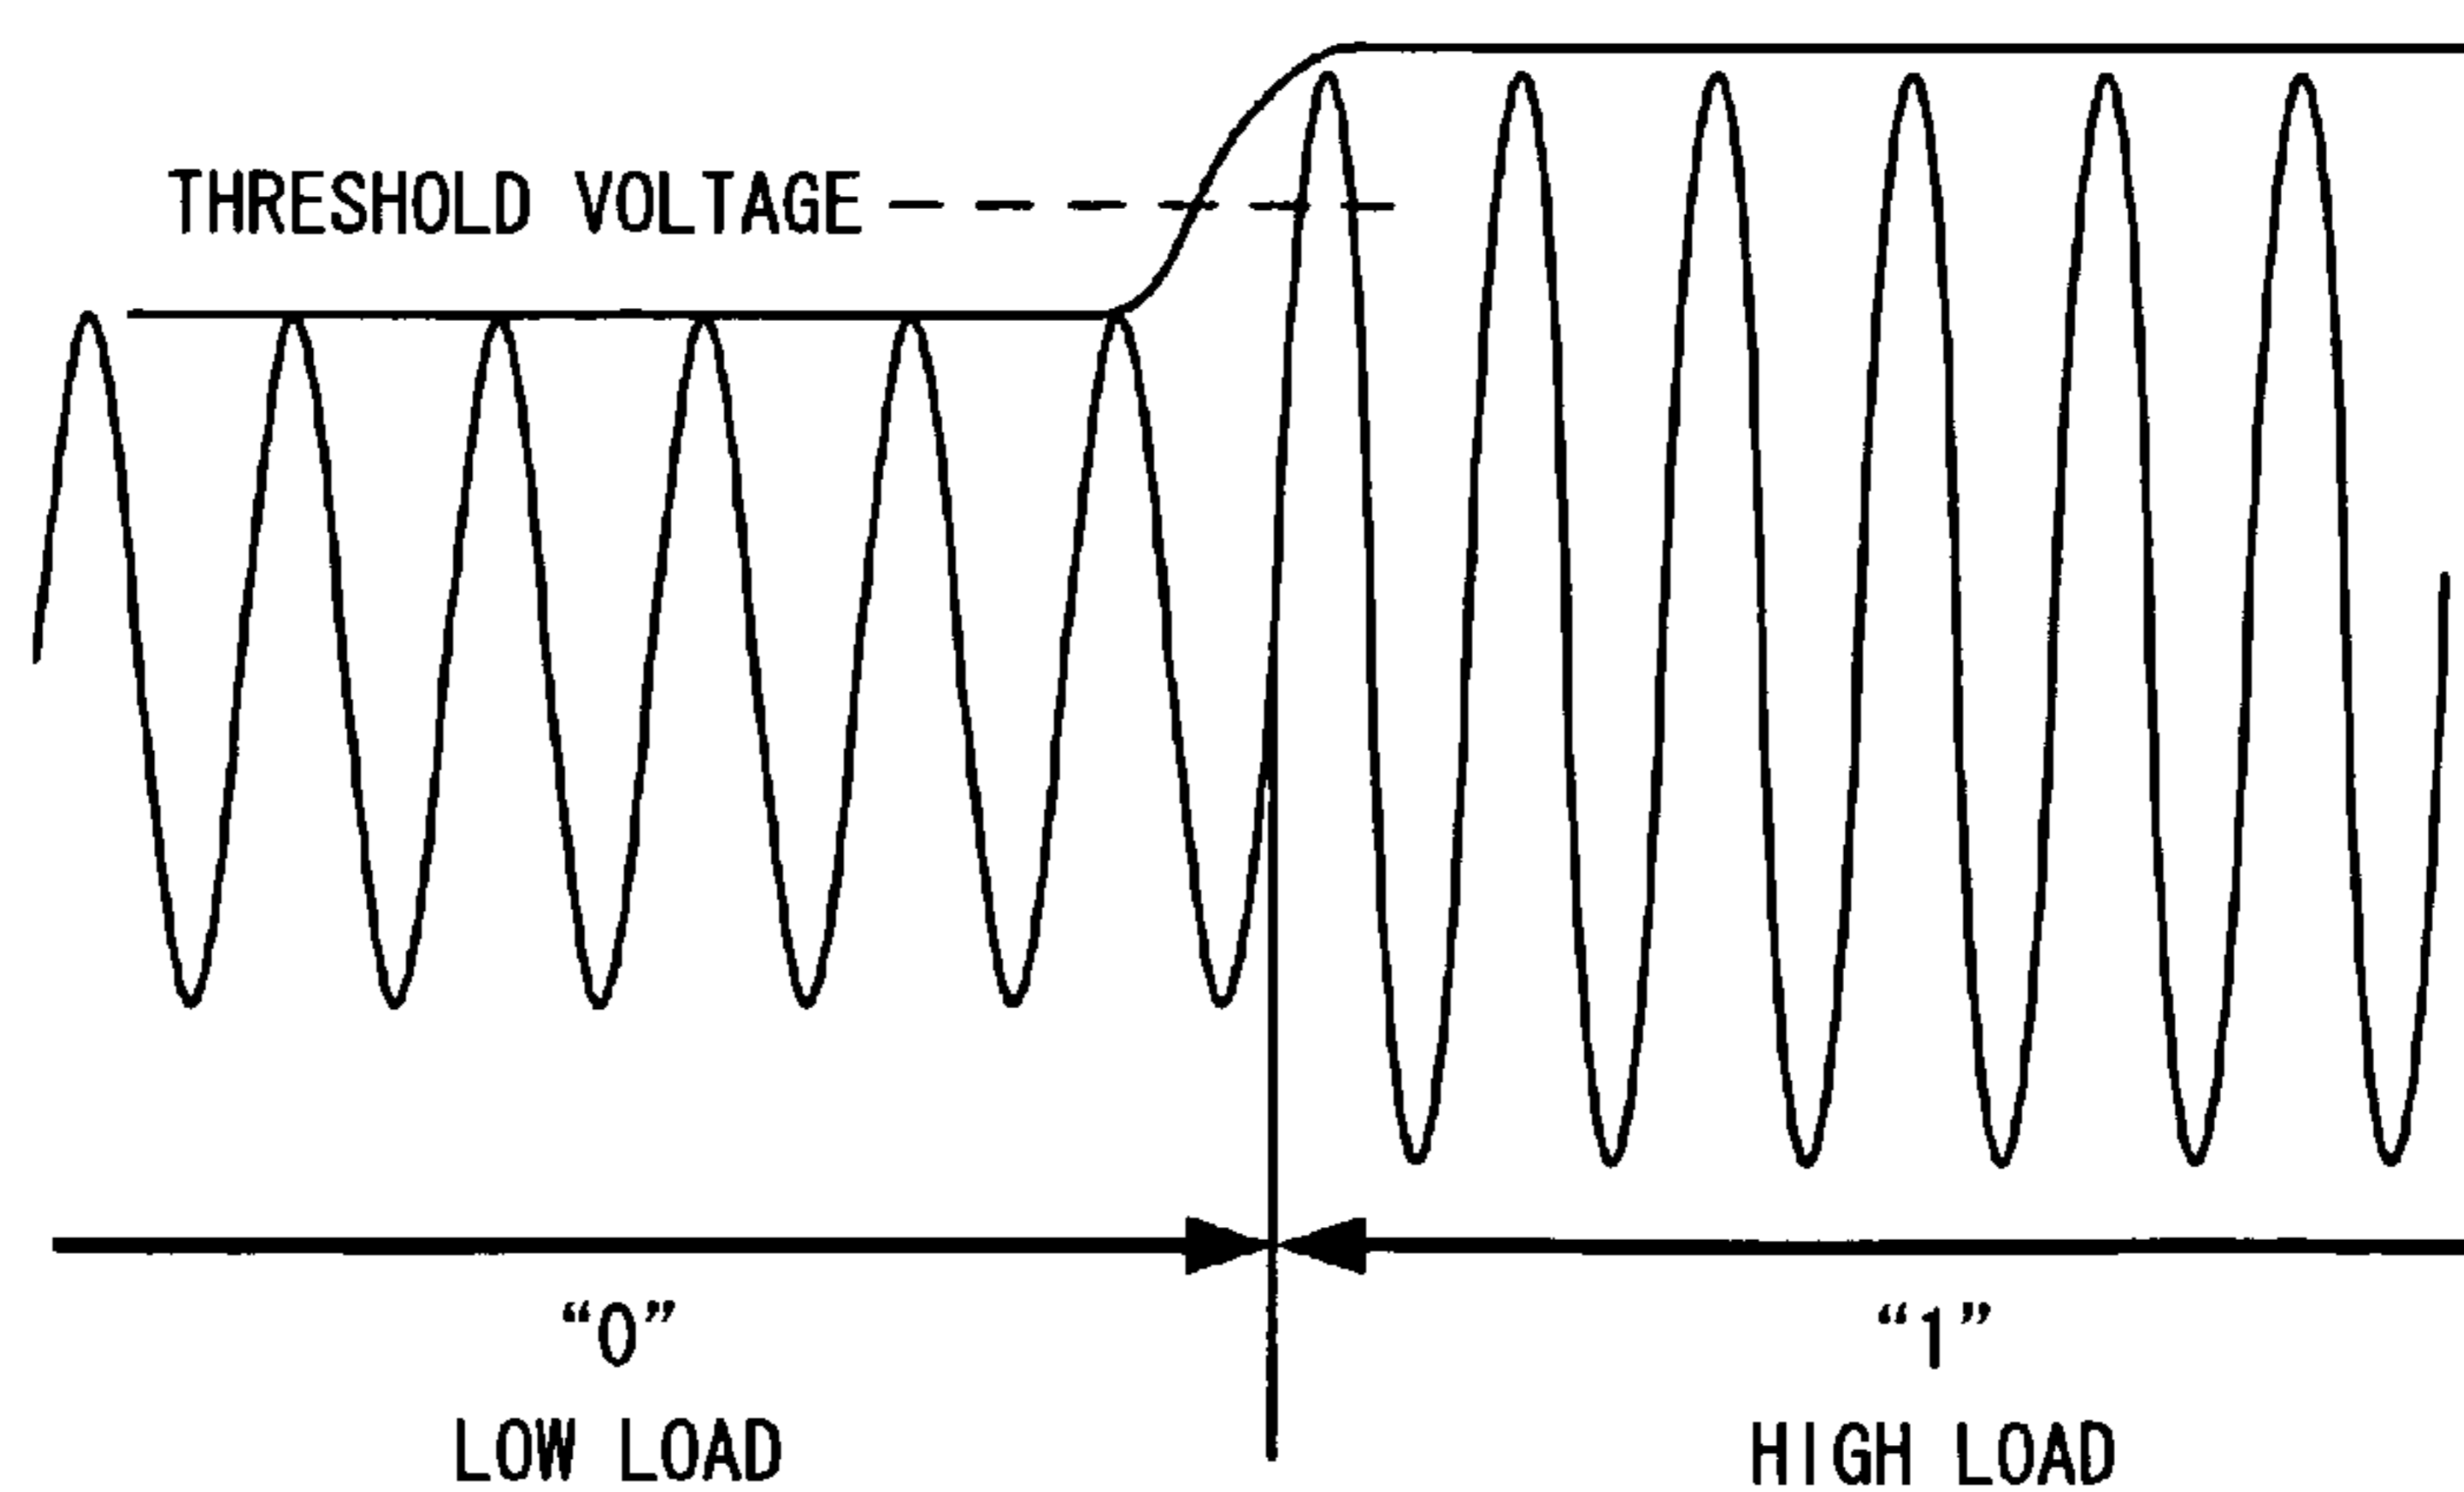 THRESHOLD VOLTAGE
“0”
LOW LOAD
“1”
HIGH LOAD